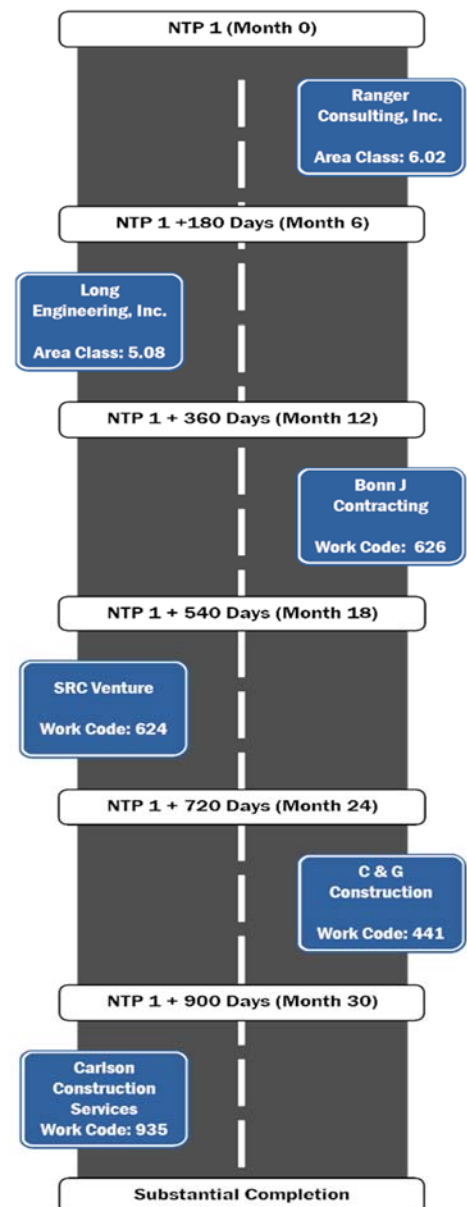 NTP 1 (Month 0)
Ranger
Consulting, Inc.
Area Class: 6.02
NTP 1 +180 Days (Month 6)
Long
Engineering, Inc.
Area Class: 5.08
NTP 1 + 360 Days (Month 12)
Bonn J
Contracting
Work Code: 626
NTP 1 + 540 Days (Month 18)
SRC Venture
Work Code: 624
NTP 1 + 720 Days (Month 24)
C & G
Construction
Work Code: 441
NTP 1 + 900 Days (Month 30)
Carlson
Construction
Services
Work Code: 935
Substantial Completion